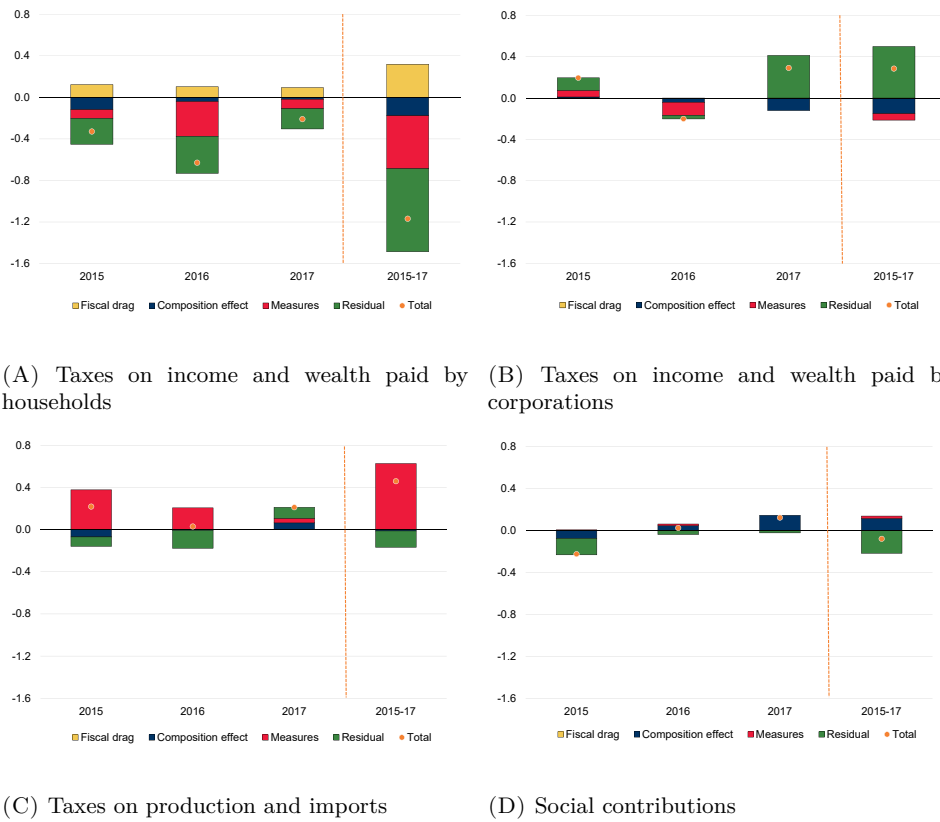 0.8
0.4
0.0
-0.4
-0.8
-1.2
-1.6
2015 2016 2017 2015-17
Fiscal drag Composition effect Measures Residual Total
0.8
0.4
0.0
-0.4
-0.8
-1.2
-1.6
2015 2016 2017 2015-17
Fiscal drag Composition effect Measures Residual Total
(A) Taxes on income and wealth paid by
households
(B) Taxes on income and wealth paid b
corporations
0.8
0.4
0.0
-0.4
-0.8
-1.2
-1.6
2015 2016 2017 2015-17
Fiscal drag Composition effect Measures Residual Total
0.8
0.4
0.0
-0.4
-0.8
-1.2
-1.6
2015 2016 2017 2015-17
Fiscal drag Composition effect Measures Residual Total
(C) Taxes on production and imports
(D) Social contributions